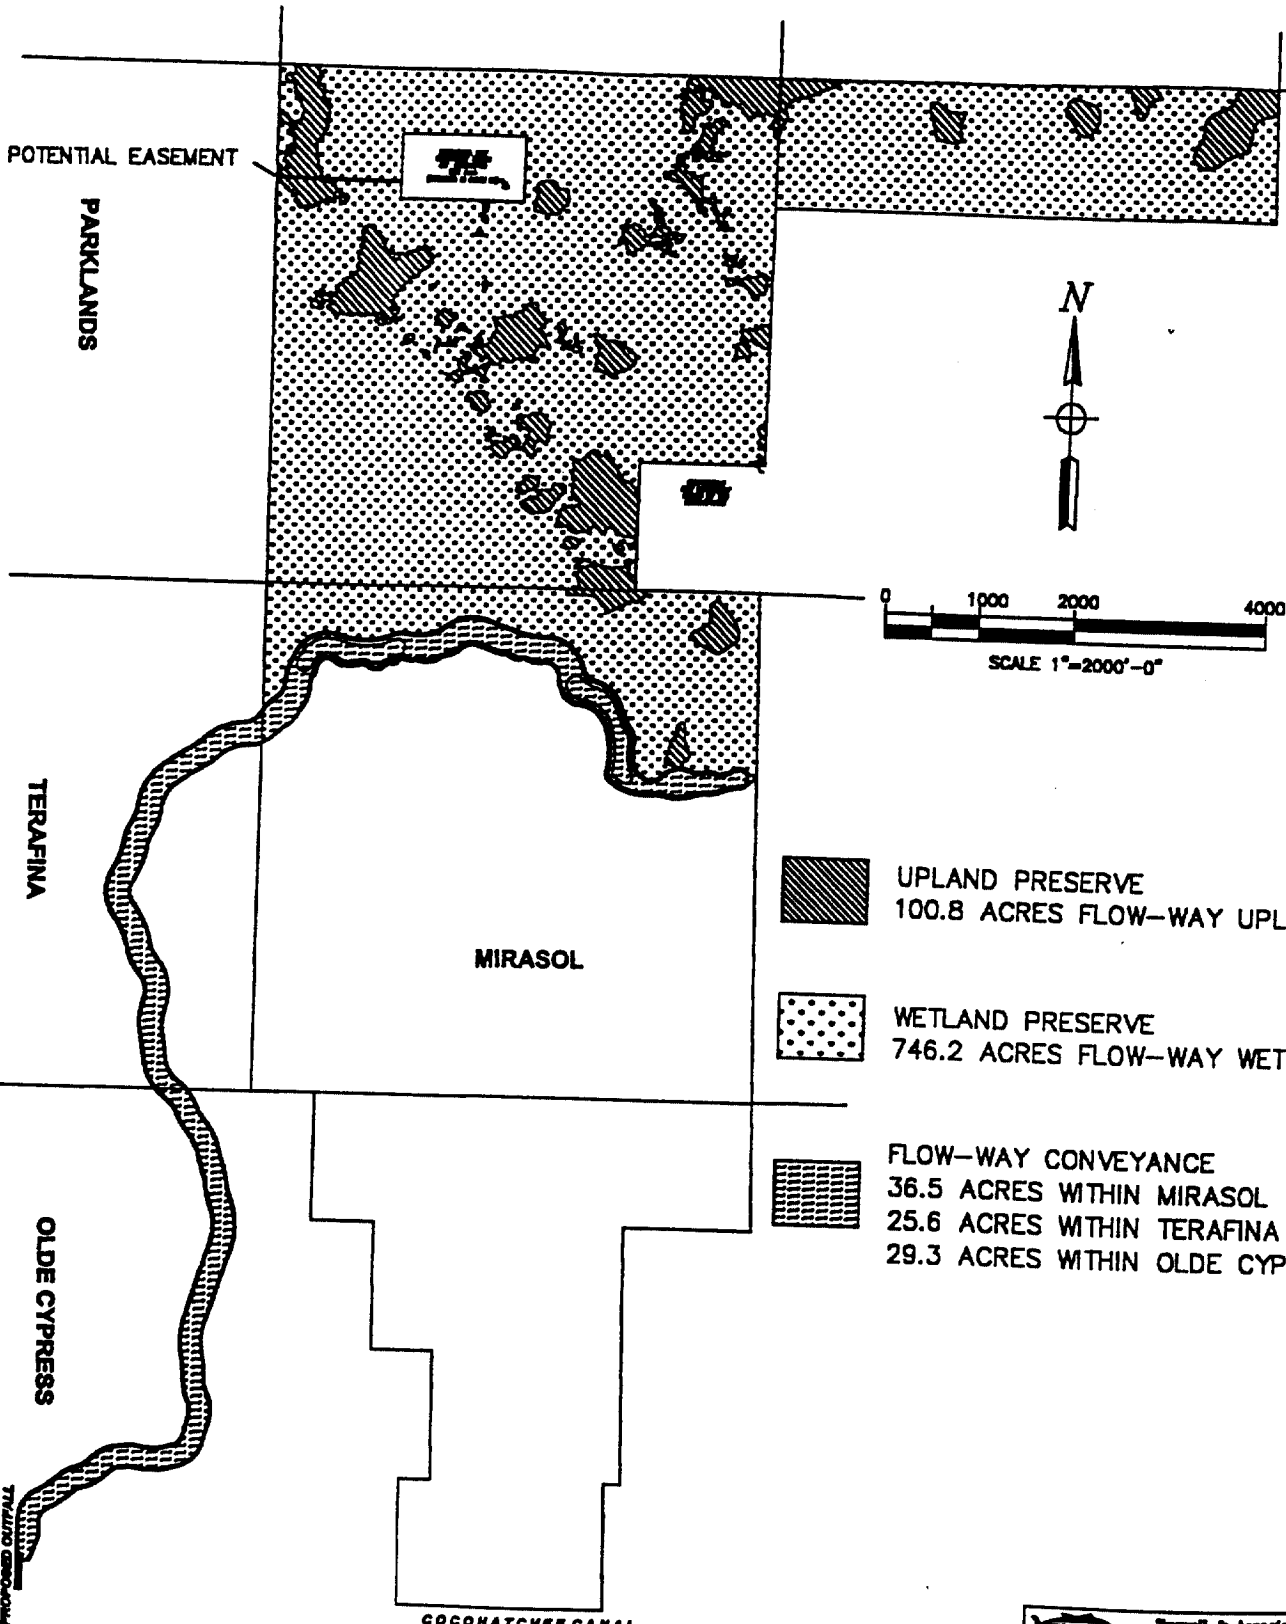 POTENTIAL EASEMENT
PARKLANDS
N
0 1000 2000 4000
SCALE 1"=2000'-0"
TERAFINA
UPLAND PRESERVE
100.8 ACRES FLOW-WAY UPL
MIRASOL
WETLAND PRESERVE
746.2 ACRES FLOW-WAY WET
FLOW-WAY CONVEYANCE
36.5 ACRES WITHIN MIRASOL
25.6 ACRES WITHIN TERAFINA
29.3 ACRES WITHIN OLDE CYP
OLDE CYPRESS
PROPOSED OUTFALL
COCOHATCHEE CANAL